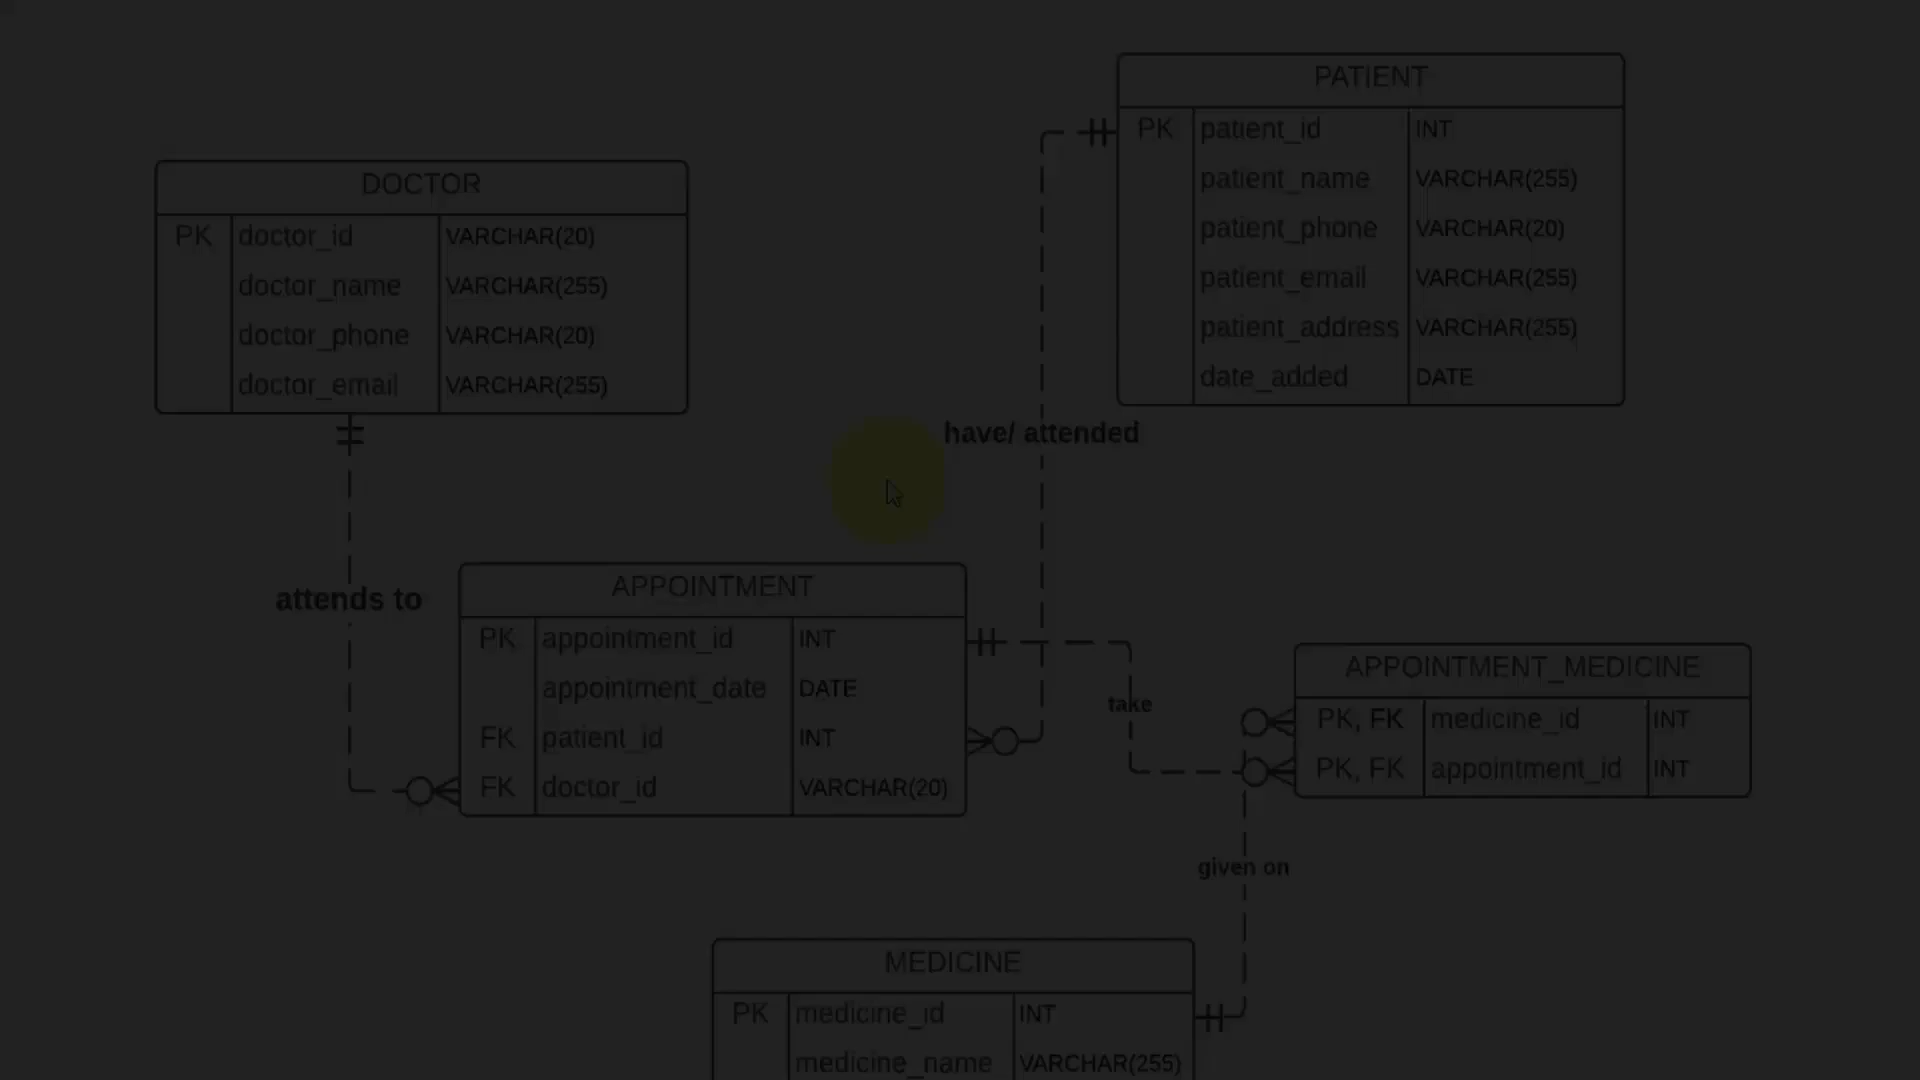 PATIENT
PK patient_id INT
patient_name VARCHAR(255)
patient_phone VARCHAR(20)
patient_email VARCHAR(255)
patient_address VARCHAR(255)
date_added DATE
DOCTOR
PK doctor_id VARCHAR(20)
doctor_name VARCHAR(255)
doctor_phone VARCHAR(20)
doctor_email VARCHAR(255)
have/ attended
attends to
APPOINTMENT
PK appointment_id INT
appointment_date DATE
FK patient_id INT
FK doctor_id VARCHAR(20)
take
APPOINTMENT_MEDICINE
PK, FK medicine_id INT
PK, FK appointment_id INT
given on
MEDICINE
PK medicine_id INT
medicine_name VARCHAR(255)